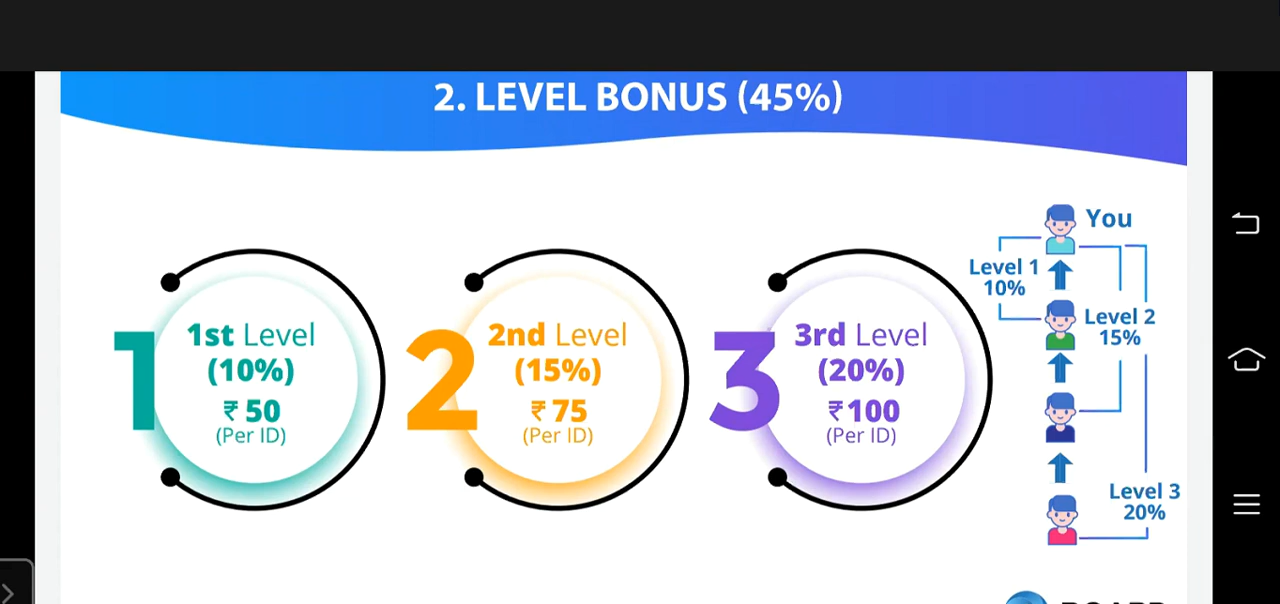 2. LEVEL BONUS (45%)
1
1st Level
(10%)
₹ 50
(Per ID)
2
2nd Level
(15%)
₹ 75
(Per ID)
3
3rd Level
(20%)
₹ 100
(Per ID)
You
Level 1
10%
Level 2
15%
Level 3
20%